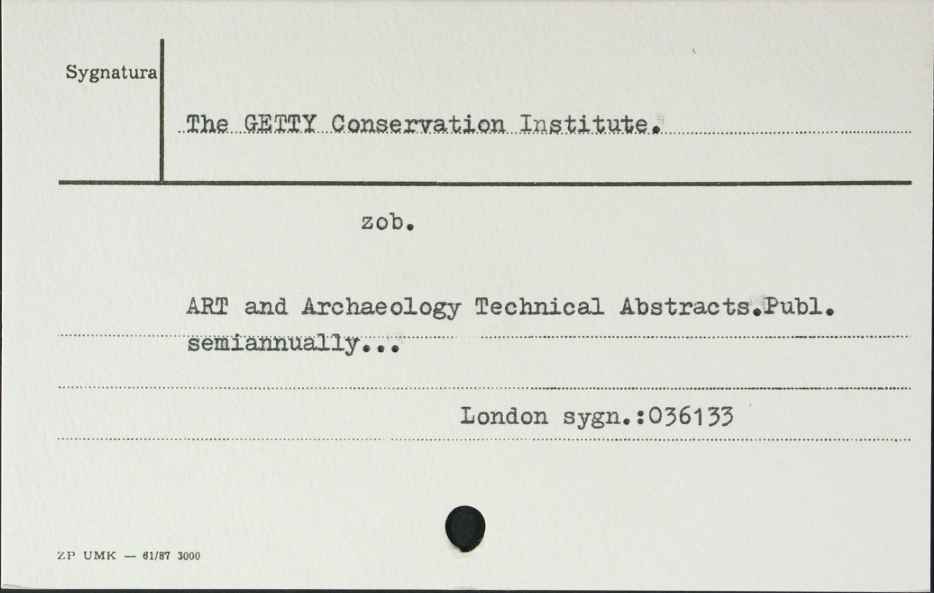 Sygnatura
The GETTY Conservation Institute.
zob.
ART and Archaeology Technical Abstracts.Publ.
semiannually...
London sygn.:036133
ZP UMK — 61/87 3000